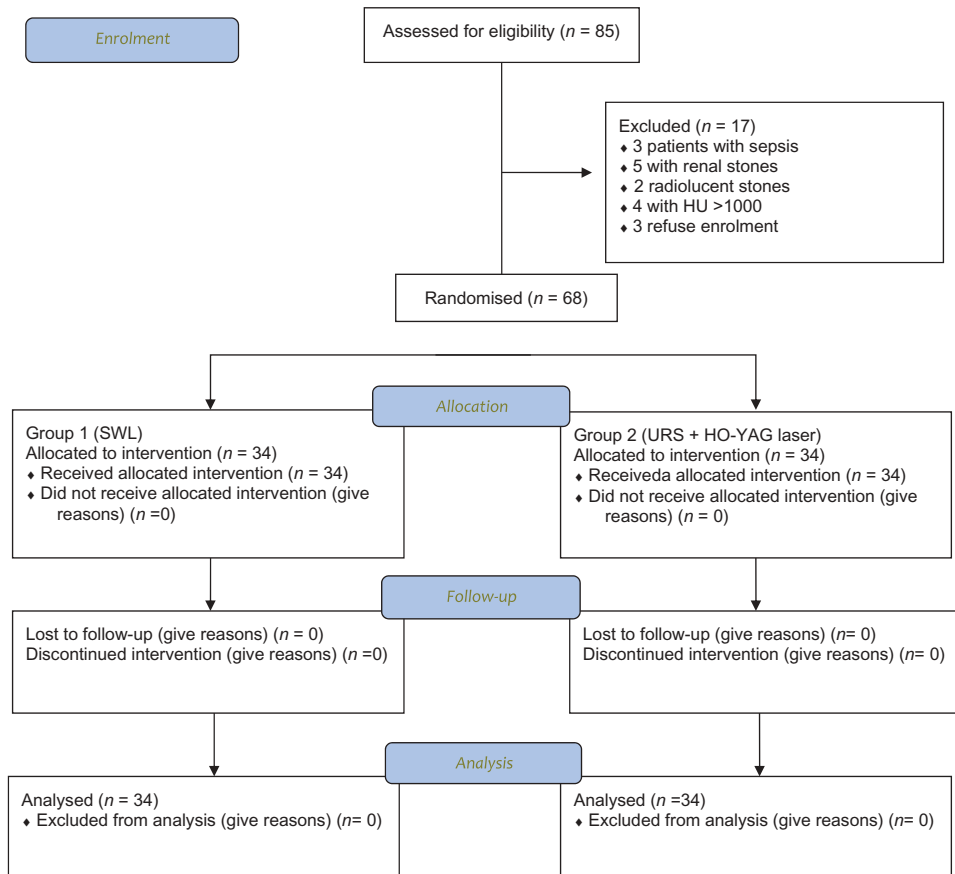 Enrolment
Assessed for eligibility (n = 85)
Excluded (n = 17)
♦ 3 patients with sepsis
♦ 5 with renal stones
♦ 2 radiolucent stones
♦ 4 with HU >1000
♦ 3 refuse enrolment
Randomised (n = 68)
Allocation
Group 1 (SWL)
Allocated to intervention (n = 34)
♦ Received allocated intervention (n = 34)
♦ Did not receive allocated intervention (give
reasons) (n =0)
Group 2 (URS + HO-YAG laser)
Allocated to intervention (n = 34)
♦ Receiveda allocated intervention (n = 34)
♦ Did not receive allocated intervention (give
reasons) (n = 0)
Follow-up
Lost to follow-up (give reasons) (n = 0)
Discontinued intervention (give reasons) (n =0)
Lost to follow-up (give reasons) (n= 0)
Discontinued intervention (give reasons) (n= 0)
Analysis
Analysed (n = 34)
♦ Excluded from analysis (give reasons) (n= 0)
Analysed (n =34)
♦ Excluded from analysis (give reasons) (n= 0)